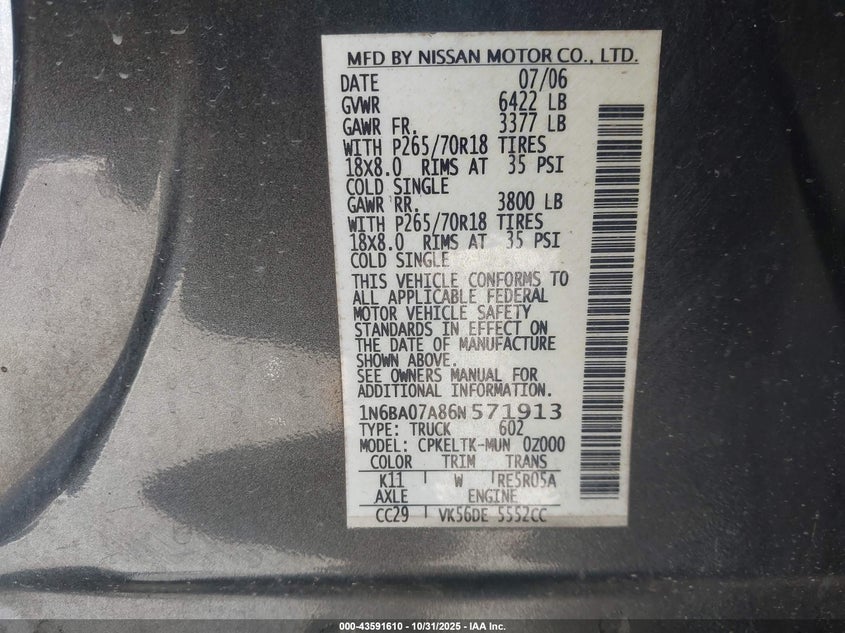 MFD BY NISSAN MOTOR CO., LTD.
DATE 07/06
GVWR 6422 LB
GAWR FR. 3377 LB
WITH P265/70R18 TIRES
18X8.0 RIMS AT 35 PSI
COLD SINGLE
GAWR RR. 3800 LB
WITH P265/70R18 TIRES
18X8.0 RIMS AT 35 PSI
COLD SINGLE
THIS VEHICLE CONFORMS TO
ALL APPLICABLE FEDERAL
MOTOR VEHICLE SAFETY
STANDARDS IN EFFECT ON
THE DATE OF MANUFACTURE
SHOWN ABOVE.
SEE OWNERS MANUAL FOR
ADDITIONAL INFORMATION.
1N6BA07A86N571913
TYPE: TRUCK 602
MODEL: CPKELTK-MUN 0Z000
COLOR TRIM TRANS
K11 W RE5R05A
AXLE ENGINE
CC29 VK56DE 5552CC
000-43591610 - 10/31/2025 - IAA Inc.